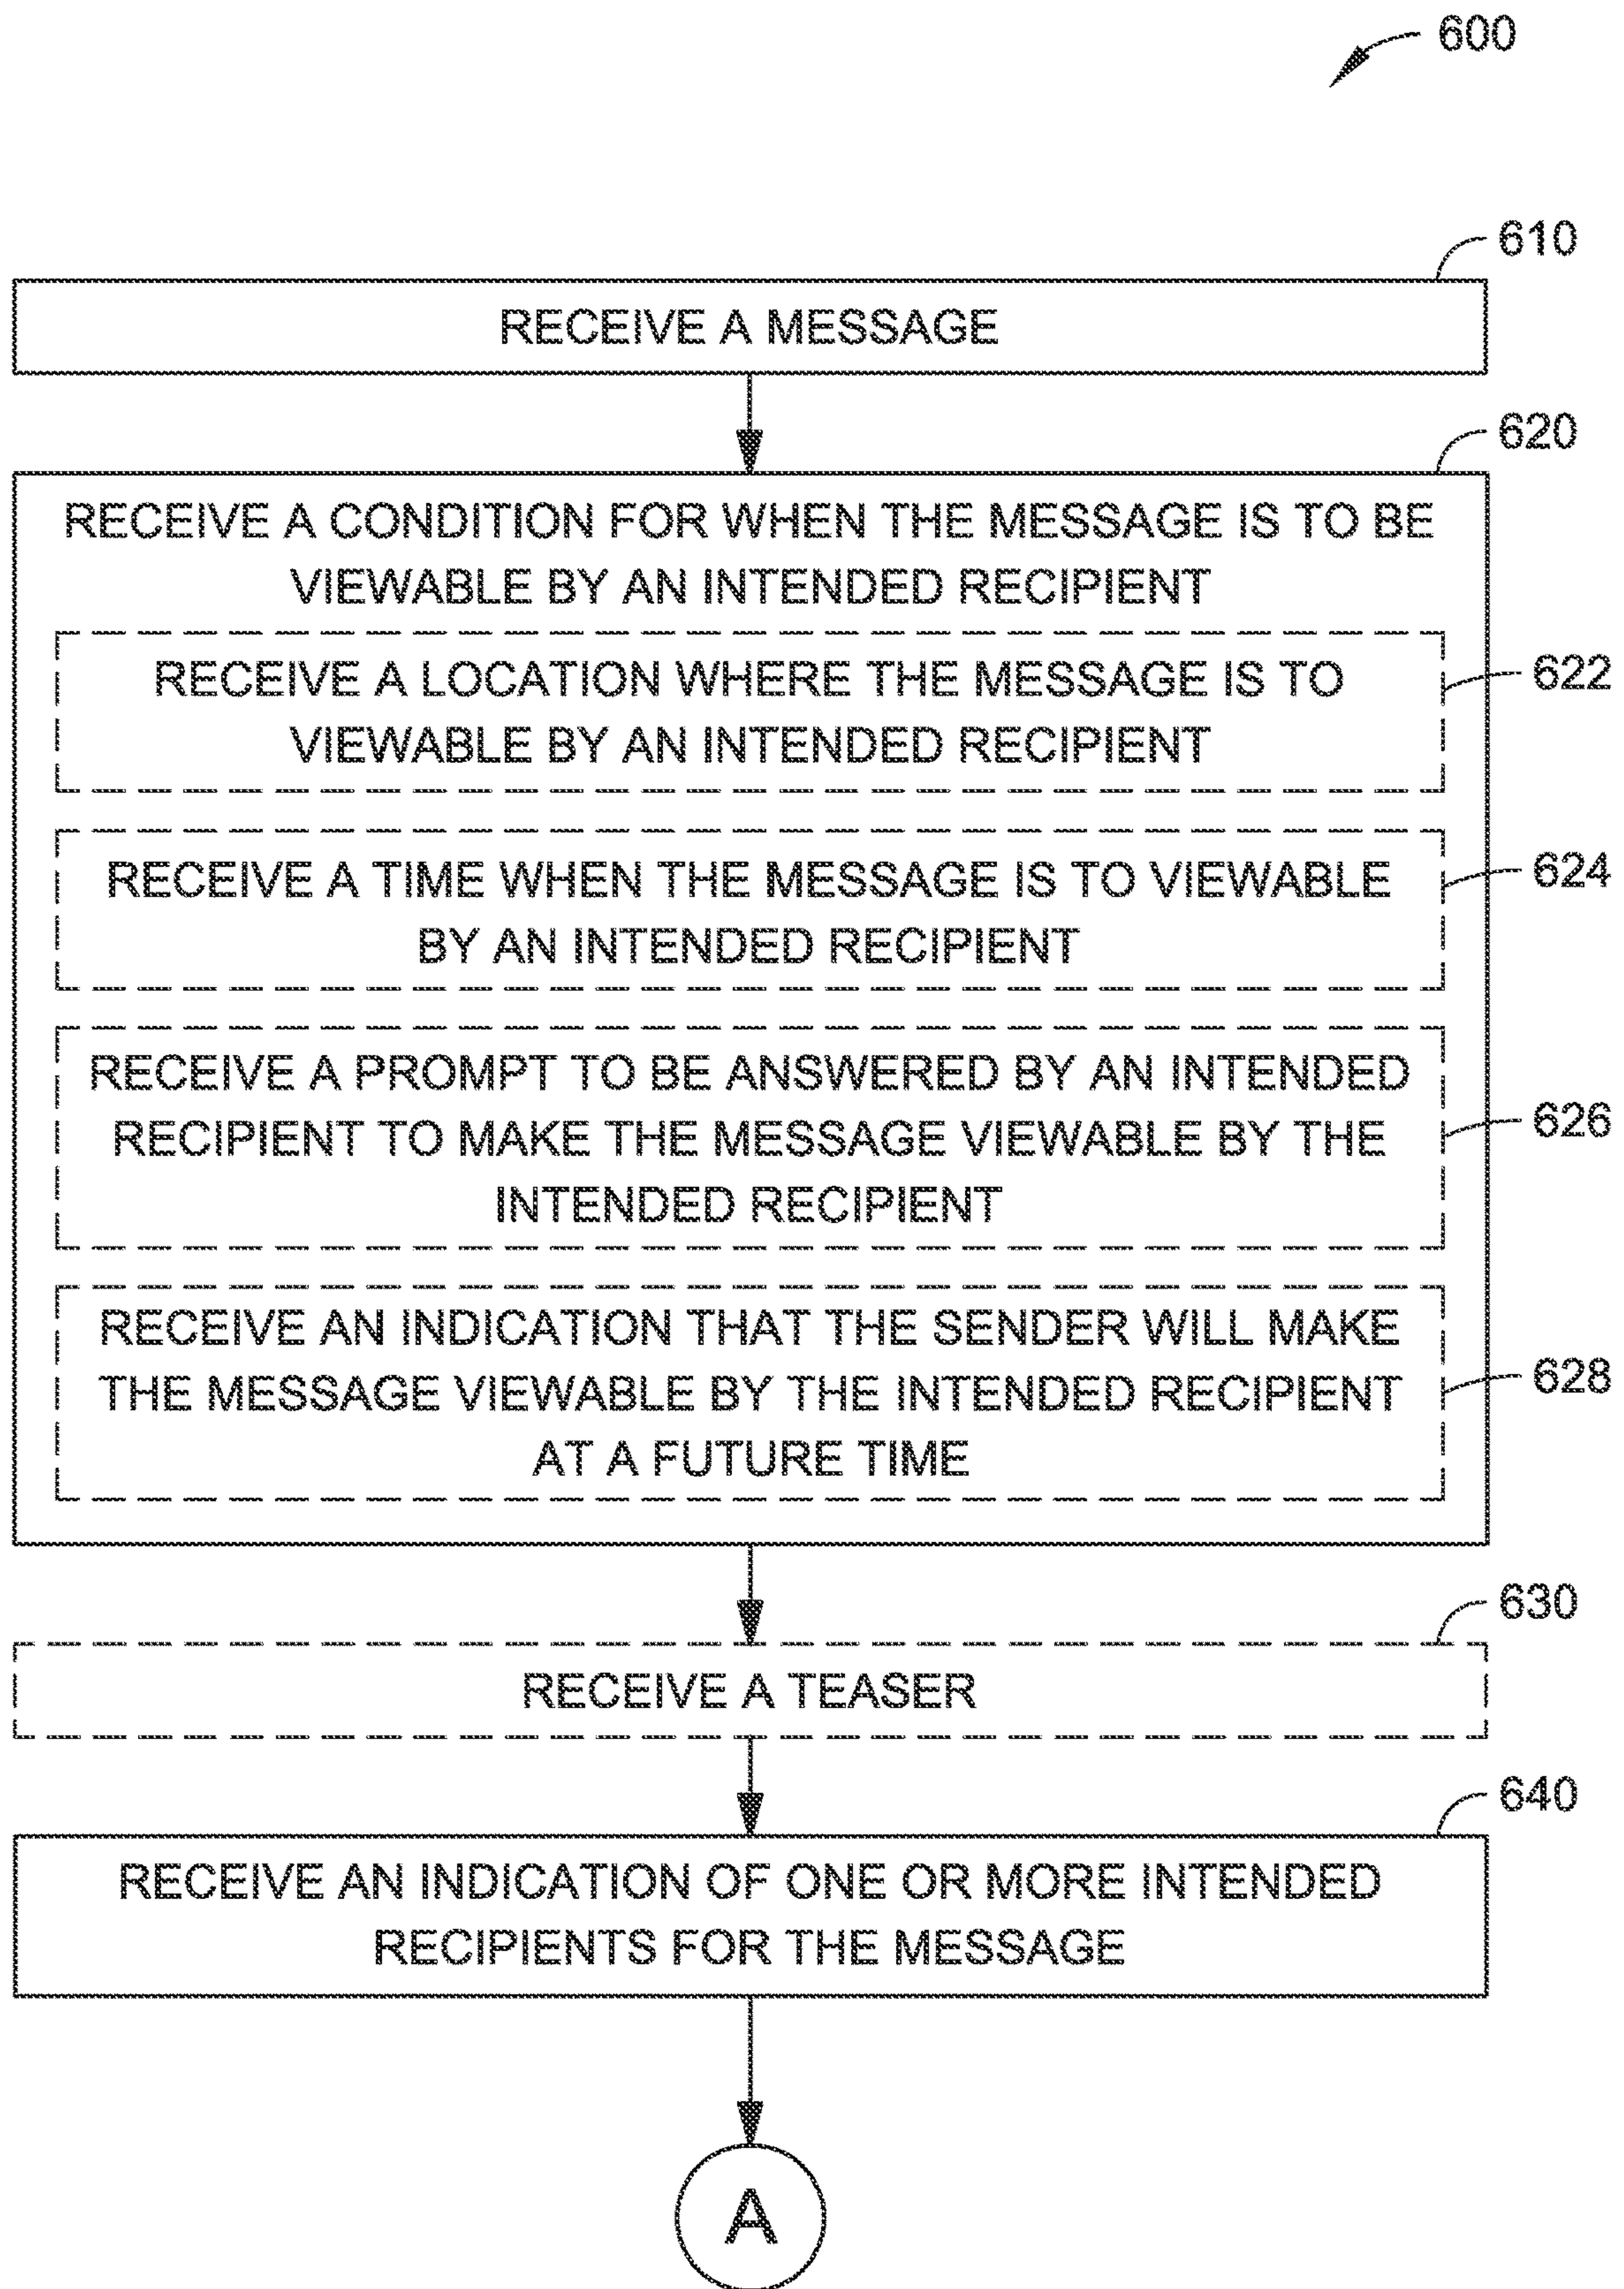 600
610
RECEIVE A MESSAGE
620
RECEIVE A CONDITION FOR WHEN THE MESSAGE IS TO BE
VIEWABLE BY AN INTENDED RECIPIENT
RECEIVE A LOCATION WHERE THE MESSAGE IS TO
VIEWABLE BY AN INTENDED RECIPIENT
622
RECEIVE A TIME WHEN THE MESSAGE IS TO VIEWABLE
BY AN INTENDED RECIPIENT
624
RECEIVE A PROMPT TO BE ANSWERED BY AN INTENDED
RECIPIENT TO MAKE THE MESSAGE VIEWABLE BY THE
INTENDED RECIPIENT
626
RECEIVE AN INDICATION THAT THE SENDER WILL MAKE
THE MESSAGE VIEWABLE BY THE INTENDED RECIPIENT
AT A FUTURE TIME
628
630
RECEIVE A TEASER
640
RECEIVE AN INDICATION OF ONE OR MORE INTENDED
RECIPIENTS FOR THE MESSAGE
A